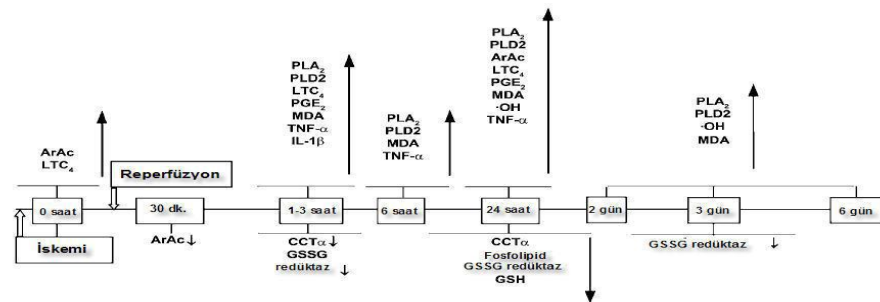 ArAc
LTC₄
Reperfüzyon
PLA₂
PLD2
LTC₄
PGE₂
MDA
TNF-α
IL-1β
PLA₂
PLD2
MDA
TNF-α
PLA₂
PLD2
ArAc
LTC₄
PGE₂
MDA
·OH
TNF-α
PLA₂
PLD2
·OH
MDA
0 saat
30 dk.
1-3 saat
6 saat
24 saat
2 gün
3 gün
6 gün
İskemi
ArAc ↓
CCTα ↓
GSSG
redüktaz ↓
CCTα
Fosfolipid
GSSG redüktaz
GSH
GSSG redüktaz ↓